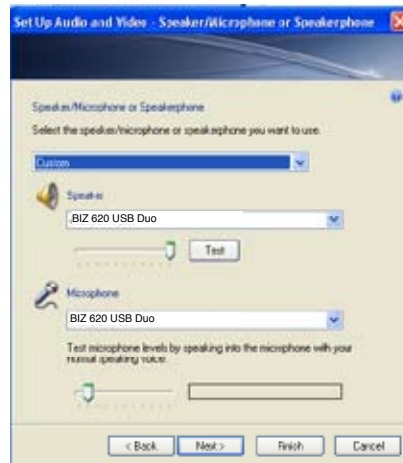 Set Up Audio and Video - Speaker/Microphone or Speakerphone
Speaker/Microphone or Speakerphone
Select the speaker/microphone or speakerphone you want to use.
Custom
Speaker
BIZ 620 USB Duo
Test
Microphone
BIZ 620 USB Duo
Test microphone levels by speaking into the microphone with your
normal speaking voice.
< Back
Next >
Finish
Cancel